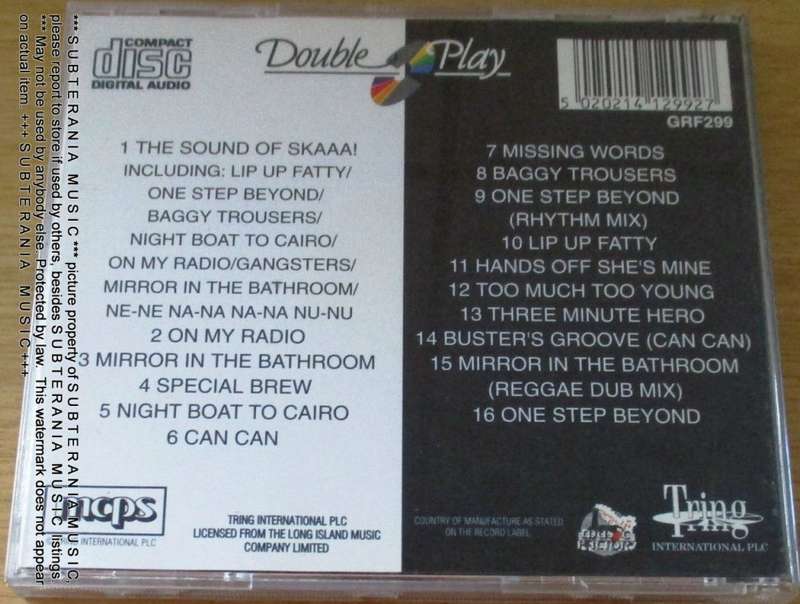 *** S U B T E R A N I A  M U S I C *** picture property of S U B T E R A N I A  M U S I C
please report to store if used by others, besides S U B T E R A N I A  M U S I C listings
*** May not be used by anybody else. Protected by law. This watermark does not appear
on actual item +++ S U B T E R A N I A  M U S I C +++
COMPACT
disc
DIGITAL AUDIO
Double Play
5 020214 129927
GRF299
1 THE SOUND OF SKAAA!
INCLUDING: LIP UP FATTY/
ONE STEP BEYOND/
BAGGY TROUSERS/
NIGHT BOAT TO CAIRO/
ON MY RADIO/GANGSTERS/
MIRROR IN THE BATHROOM/
NE-NE NA-NA NA-NA NU-NU
2 ON MY RADIO
3 MIRROR IN THE BATHROOM
4 SPECIAL BREW
5 NIGHT BOAT TO CAIRO
6 CAN CAN
7 MISSING WORDS
8 BAGGY TROUSERS
9 ONE STEP BEYOND
(RHYTHM MIX)
10 LIP UP FATTY
11 HANDS OFF SHE'S MINE
12 TOO MUCH TOO YOUNG
13 THREE MINUTE HERO
14 BUSTER'S GROOVE (CAN CAN)
15 MIRROR IN THE BATHROOM
(REGGAE DUB MIX)
16 ONE STEP BEYOND
mcps
INTERNATIONAL PLC
TRING INTERNATIONAL PLC
LICENSED FROM THE LONG ISLAND MUSIC
COMPANY LIMITED
COUNTRY OF MANUFACTURE AS STATED
ON THE RECORD LABEL
Tring
INTERNATIONAL PLC